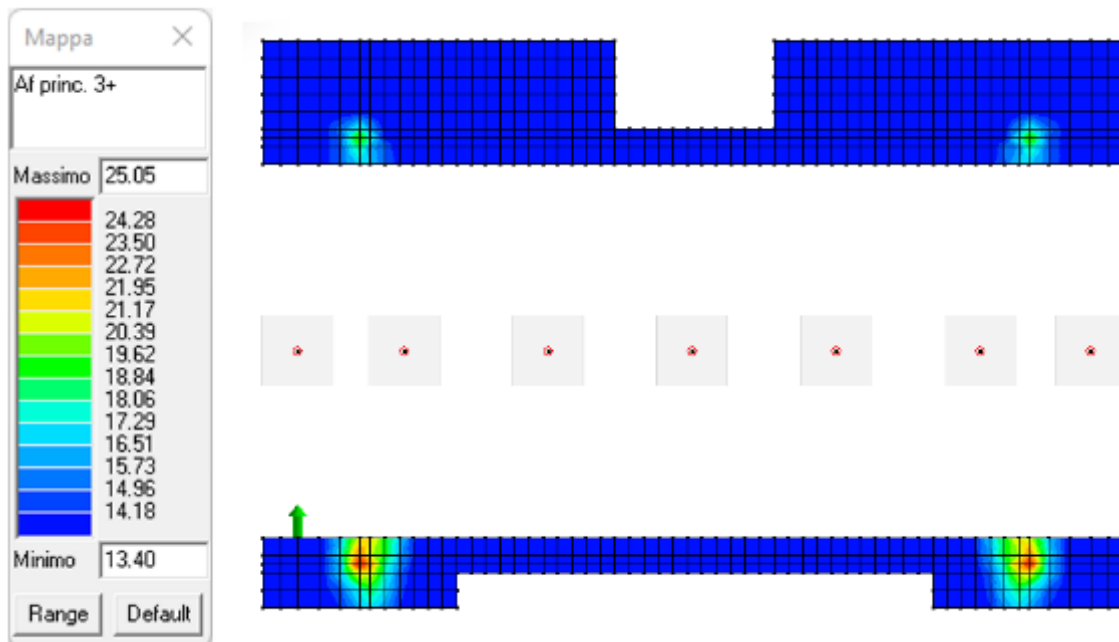 Mappa
Af princ. 3+
Massimo 25.05
24.28
23.50
22.72
21.95
21.17
20.39
19.62
18.84
18.06
17.29
16.51
15.73
14.96
14.18
Minimo 13.40
Range Default